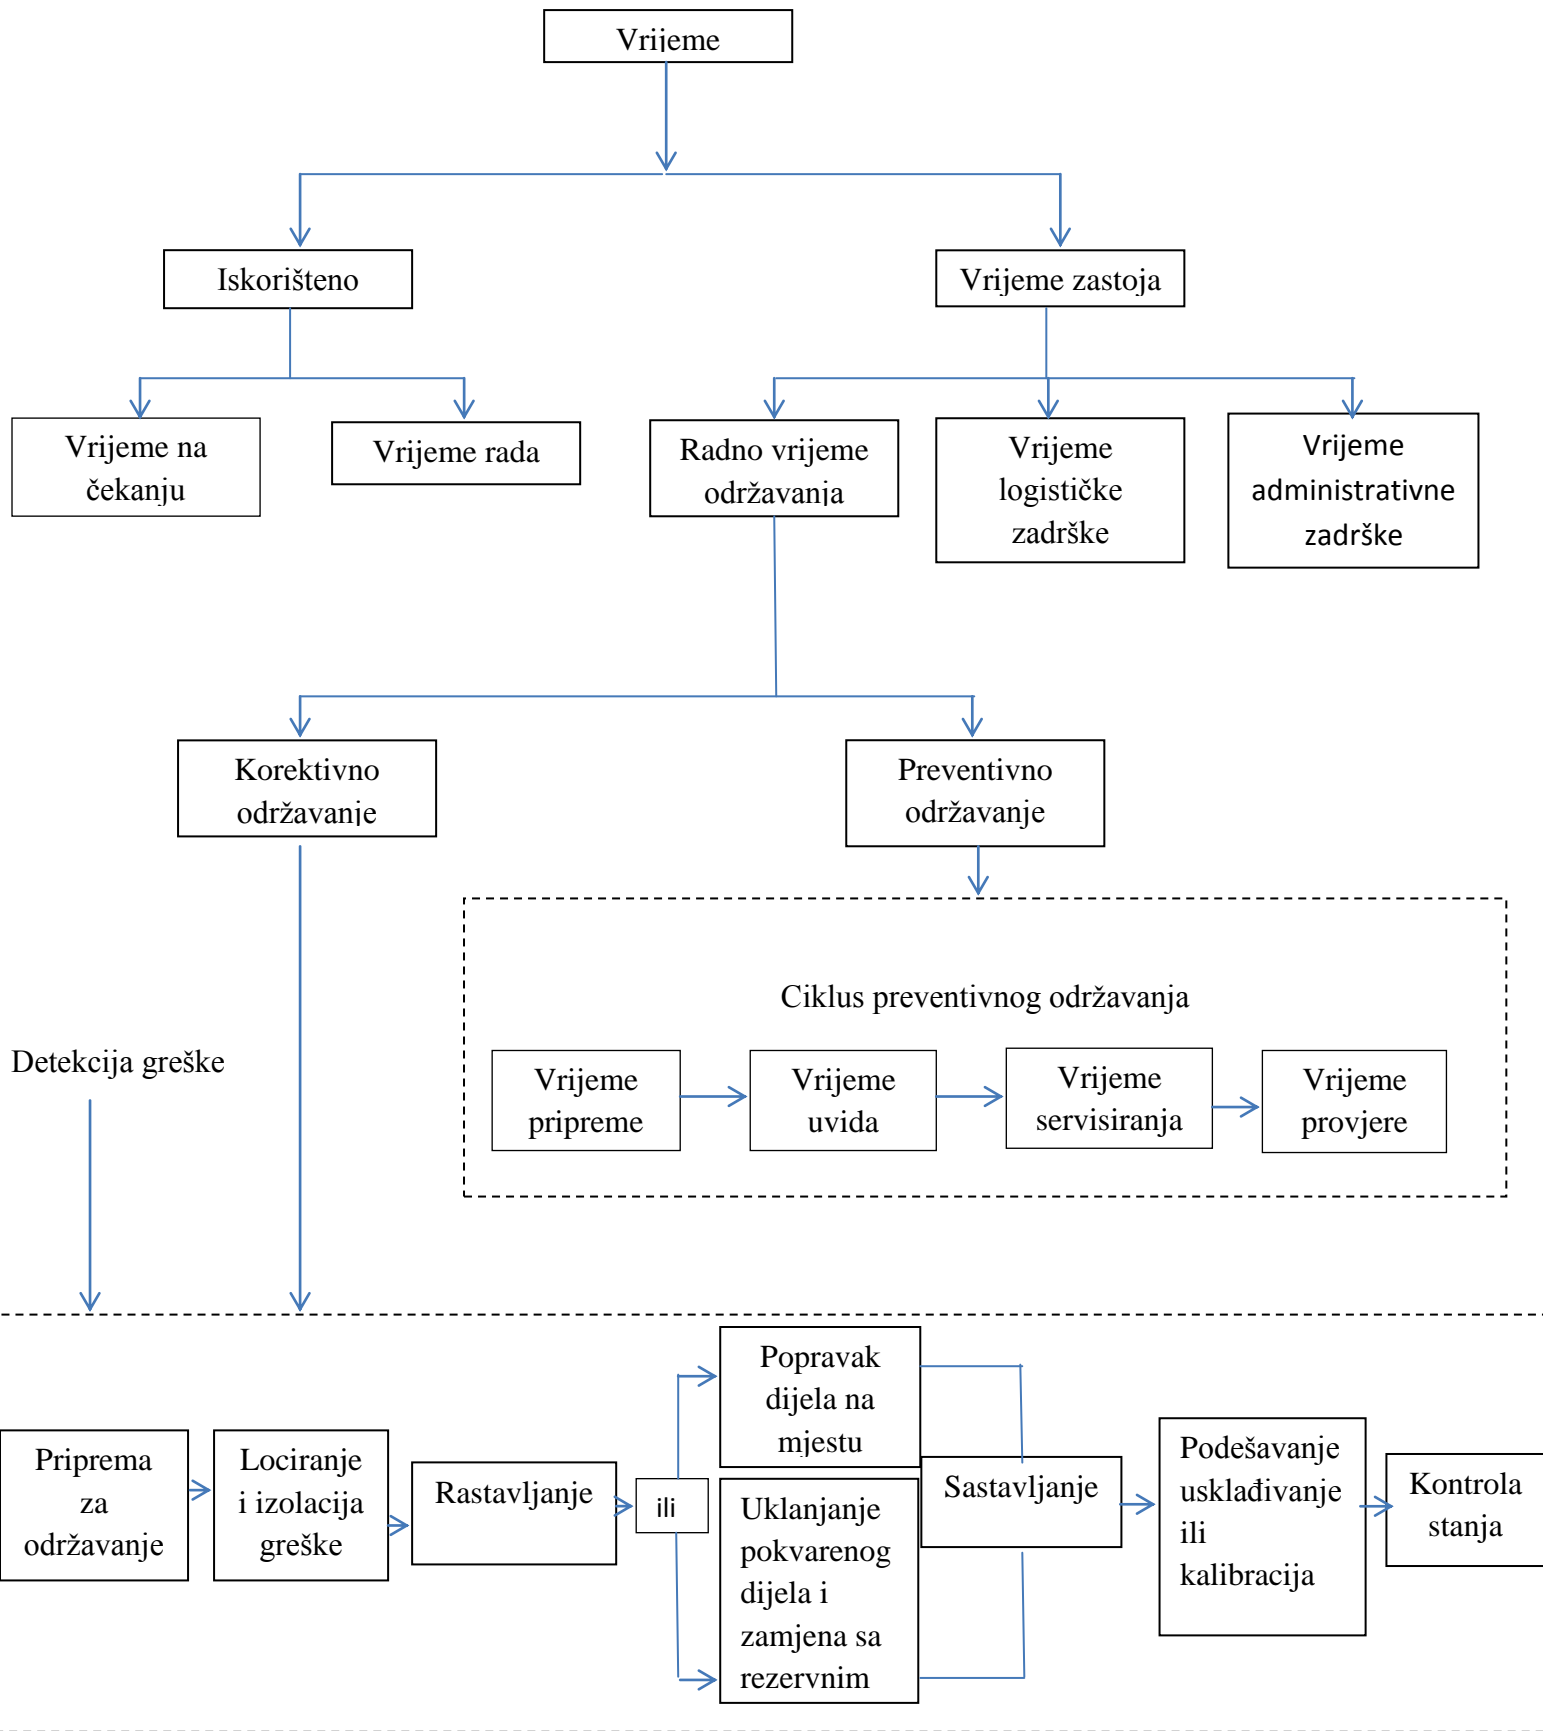 Vrijeme
Iskorišteno
Vrijeme zastoja
Vrijeme na
čekanju
Vrijeme rada
Radno vrijeme
održavanja
Vrijeme
logističke
zadrške
Vrijeme
administrativne
zadrške
Korektivno
održavanje
Preventivno
održavanje
Ciklus preventivnog održavanja
Detekcija greške
Vrijeme
pripreme
Vrijeme
uvida
Vrijeme
servisiranja
Vrijeme
provjere
Priprema
za
održavanje
Lociranje
i izolacija
greške
Rastavljanje
ili
Popravak
dijela na
mjestu
Uklanjanje
pokvarenog
dijela i
zamjena sa
rezervnim
Sastavljanje
Podešavanje
usklađivanje
ili
kalibracija
Kontrola
stanja